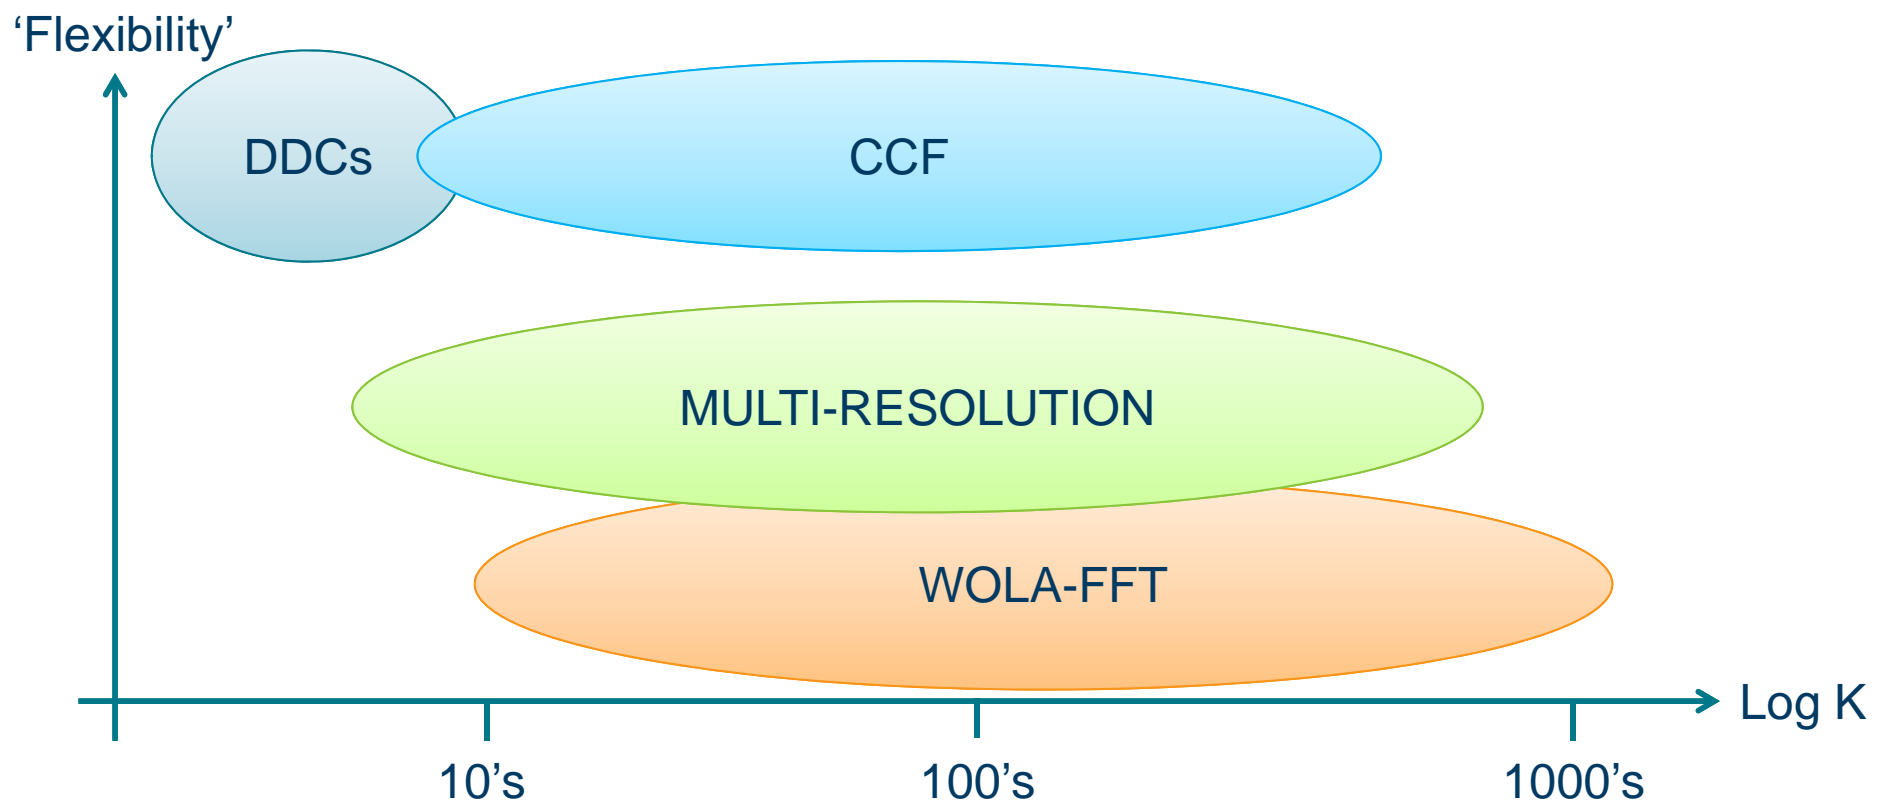 ‘Flexibility’
DDCs
CCF
MULTI-RESOLUTION
WOLA-FFT
Log K
10’s
100’s
1000’s